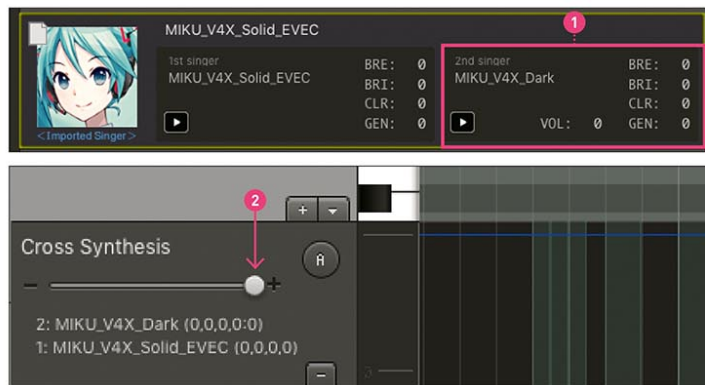 MIKU_V4X_Solid_EVEC
1
1st singer
MIKU_V4X_Solid_EVEC
BRE: 0
BRI: 0
CLR: 0
GEN: 0
2nd singer
MIKU_V4X_Dark
BRE: 0
BRI: 0
CLR: 0
VOL: 0 GEN: 0
<Imported Singer>
2
+
Cross Synthesis
A
- +
2: MIKU_V4X_Dark (0,0,0,0:0)
1: MIKU_V4X_Solid_EVEC (0,0,0,0)
-